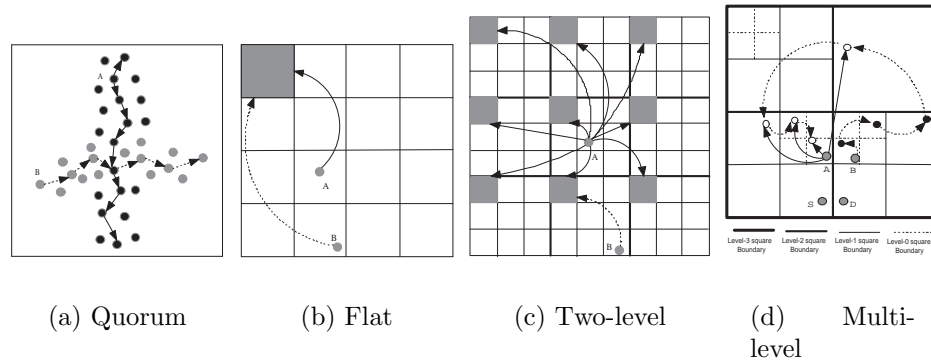 A
B
A
B
A
B
A
B
S
D
Level-3 square
Boundary
Level-2 square
Boundary
Level-1 square
Boundary
Level-0 square
Boundary
(a) Quorum
(b) Flat
(c) Two-level
(d) Multi-
level